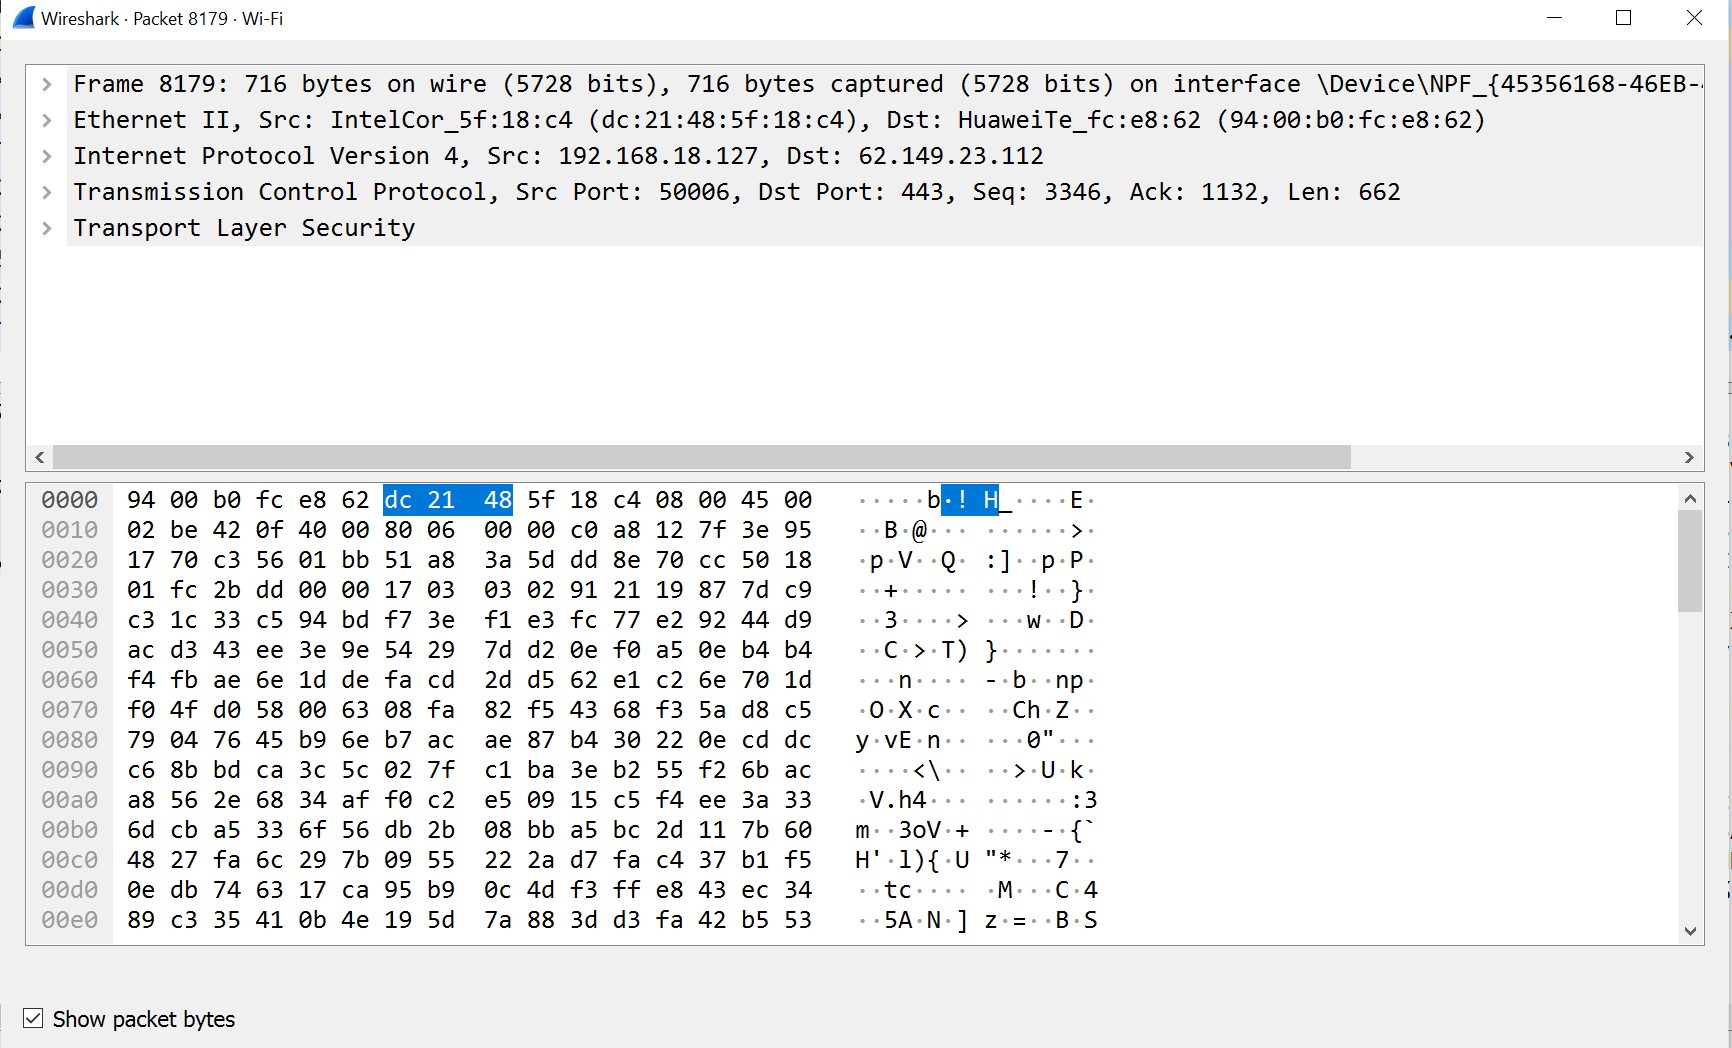 Wireshark · Packet 8179 · Wi-Fi
Frame 8179: 716 bytes on wire (5728 bits), 716 bytes captured (5728 bits) on interface \Device\NPF_{45356168-46EB-
Ethernet II, Src: IntelCor_5f:18:c4 (dc:21:48:5f:18:c4), Dst: HuaweiTe_fc:e8:62 (94:00:b0:fc:e8:62)
Internet Protocol Version 4, Src: 192.168.18.127, Dst: 62.149.23.112
Transmission Control Protocol, Src Port: 50006, Dst Port: 443, Seq: 3346, Ack: 1132, Len: 662
Transport Layer Security
0000 94 00 b0 fc e8 62 dc 21 48 5f 18 c4 08 00 45 00 ·····b·! H_····E·
0010 02 be 42 0f 40 00 80 06 00 00 c0 a8 12 7f 3e 95 ··B·@··· ······>·
0020 17 70 c3 56 01 bb 51 a8 3a 5d dd 8e 70 cc 50 18 ·p·V··Q· :]··p·P·
0030 01 fc 2b dd 00 00 17 03 03 02 91 21 19 87 7d c9 ··+····· ···!··}·
0040 c3 1c 33 c5 94 bd f7 3e f1 e3 fc 77 e2 92 44 d9 ··3····> ···w··D·
0050 ac d3 43 ee 3e 9e 54 29 7d d2 0e f0 a5 0e b4 b4 ··C·>·T) }·······
0060 f4 fb ae 6e 1d de fa cd 2d d5 62 e1 c2 6e 70 1d ···n···· -·b··np·
0070 f0 4f d0 58 00 63 08 fa 82 f5 43 68 f3 5a d8 c5 ·O·X·c·· ··Ch·Z··
0080 79 04 76 45 b9 6e b7 ac ae 87 b4 30 22 0e cd dc y·vE·n·· ···0"···
0090 c6 8b bd ca 3c 5c 02 7f c1 ba 3e b2 55 f2 6b ac ····<\·· ··>·U·k·
00a0 a8 56 2e 68 34 af f0 c2 e5 09 15 c5 f4 ee 3a 33 ·V.h4··· ······:3
00b0 6d cb a5 33 6f 56 db 2b 08 bb a5 bc 2d 11 7b 60 m··3oV·+ ····-·{`
00c0 48 27 fa 6c 29 7b 09 55 22 2a d7 fa c4 37 b1 f5 H'·l){·U "*···7··
00d0 0e db 74 63 17 ca 95 b9 0c 4d f3 ff e8 43 ec 34 ··tc···· ·M···C·4
00e0 89 c3 35 41 0b 4e 19 5d 7a 88 3d d3 fa 42 b5 53 ··5A·N·] z·=··B·S
Show packet bytes